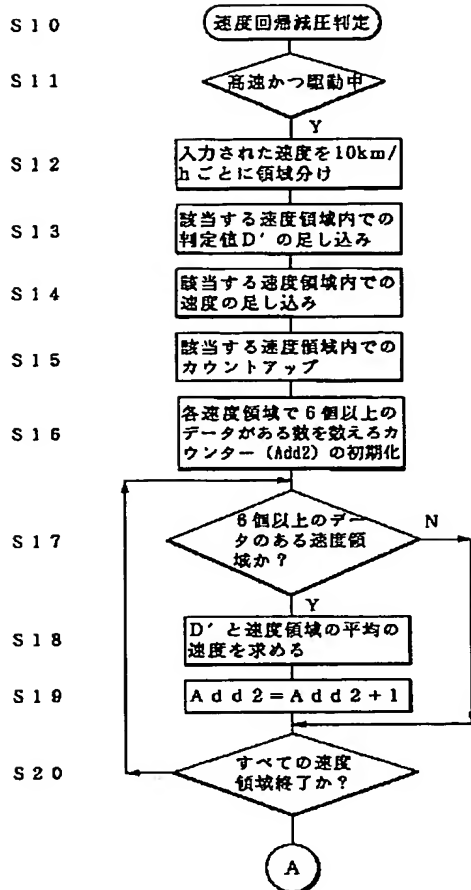 S10
速度回帰減圧判定
S11
高速かつ駆動中
Y
S12
入力された速度を10km/
hごとに領域分け
S13
該当する速度領域内での
判定値D′の足し込み
S14
該当する速度領域内での
速度の足し込み
S15
該当する速度領域内での
カウントアップ
S16
各速度領域で6個以上の
データがある数を数えるカ
ウンター(Add2)の初期化
S17
6個以上のデー
タのある速度領
域か?
N
Y
S18
D′と速度領域の平均の
速度を求める
S19
Add2=Add2+1
S20
すべての速度
領域終了か?
A